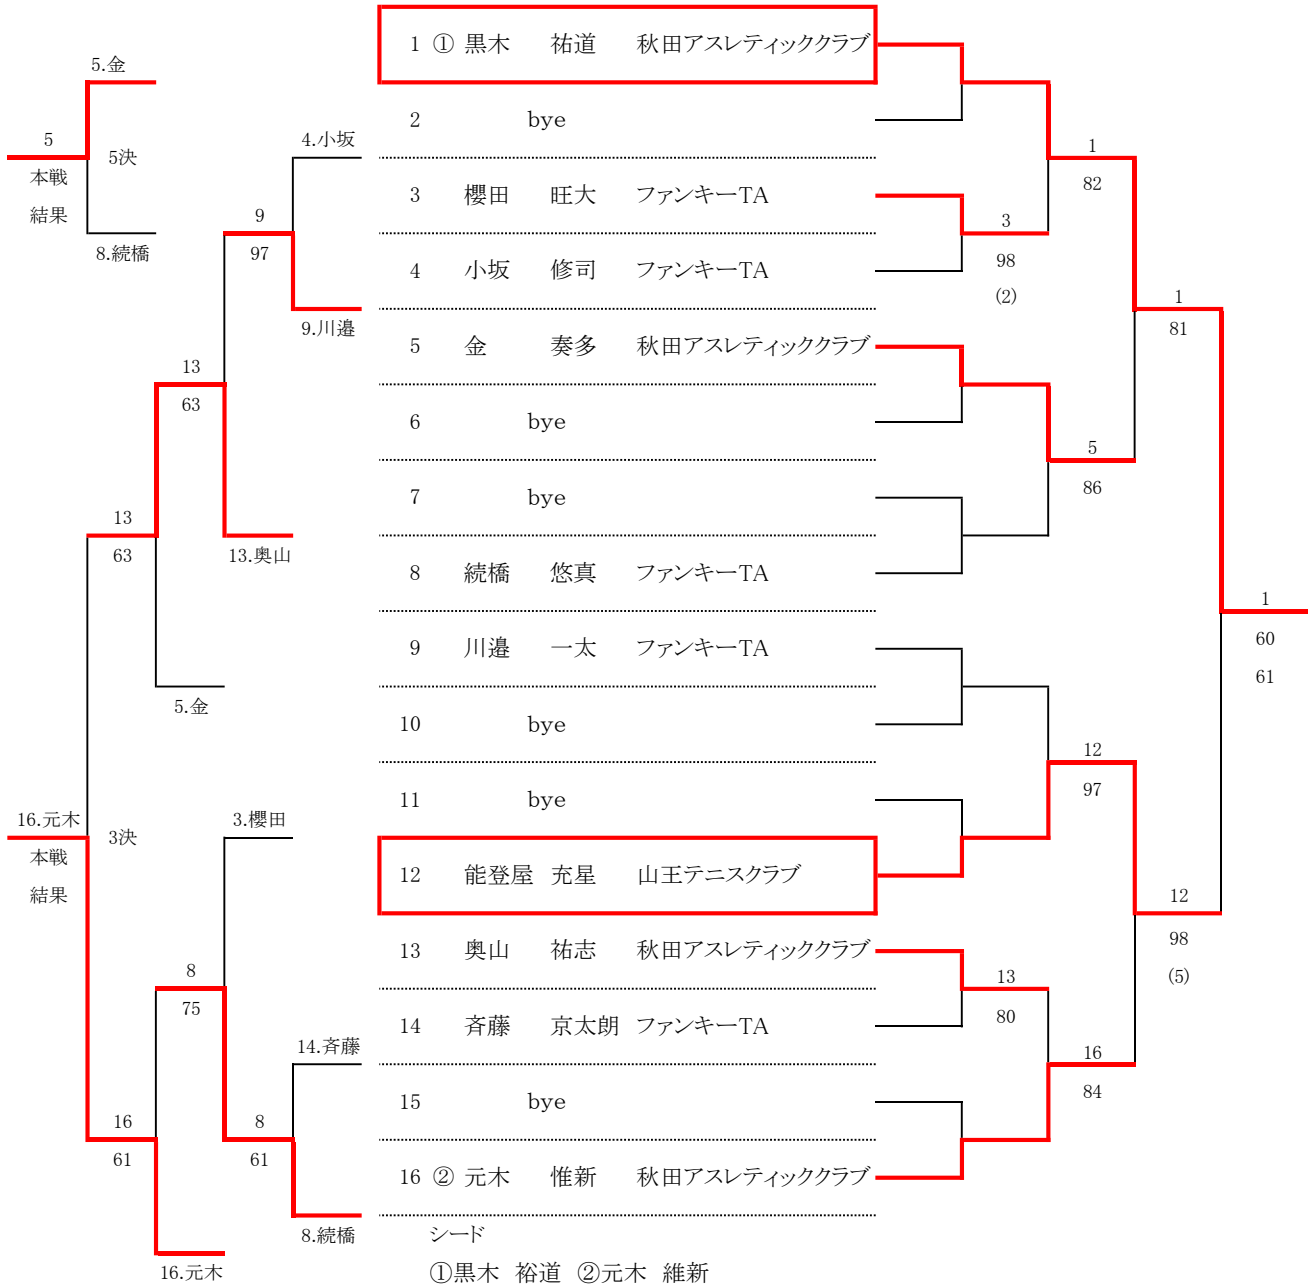 1 ① 黒木 祐道 秋田アスレティッククラブ
2 bye
3 櫻田 旺大 ファンキーTA
4 小坂 修司 ファンキーTA
5 金 奏多 秋田アスレティッククラブ
6 bye
7 bye
8 続橋 悠真 ファンキーTA
9 川邉 一太 ファンキーTA
10 bye
11 bye
12 能登屋 充星 山王テニスクラブ
13 奥山 祐志 秋田アスレティッククラブ
14 斉藤 京太朗 ファンキーTA
15 bye
16 ② 元木 惟新 秋田アスレティッククラブ
シード
①黒木 裕道 ②元木 維新
5.金
5
5決
本戦
結果
8.続橋
4.小坂
9
97
9.川邉
13
63
13.奥山
13
63
5.金
16.元木
3決
本戦
結果
3.櫻田
8
75
14.斉藤
16
61
8
61
8.続橋
16.元木
3
98
(2)
1
82
5
86
1
81
12
97
13
80
16
84
12
98
(5)
1
60
61